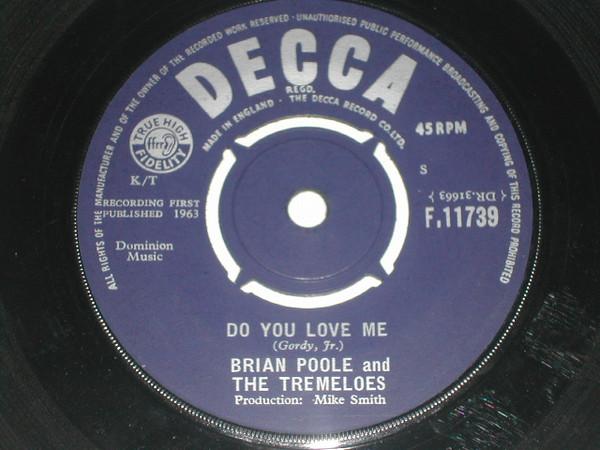 ALL RIGHTS OF THE MANUFACTURER AND OF THE OWNER OF THE RECORDED WORK RESERVED · UNAUTHORISED PUBLIC PERFORMANCE BROADCASTING AND COPYING OF THIS RECORD PROHIBITED
DECCA
REGD.
MADE IN ENGLAND · THE DECCA RECORD CO. LTD.
TRUE HIGH
ffrr
FIDELITY
45 RPM
K/T
S
RECORDING FIRST
PUBLISHED 1963
{ DR.31663 }
F.11739
Dominion
Music
DO YOU LOVE ME
(Gordy, Jr.)
BRIAN POOLE and
THE TREMELOES
Production: Mike Smith